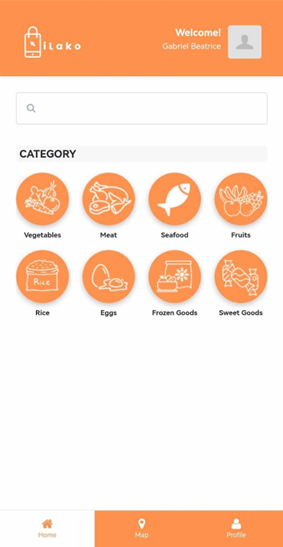 Welcome!
iLako
Gabriel Beatrice
CATEGORY
Vegetables Meat Seafood Fruits
Rice
Rice Eggs Frozen Goods Sweet Goods
Home Map Profile